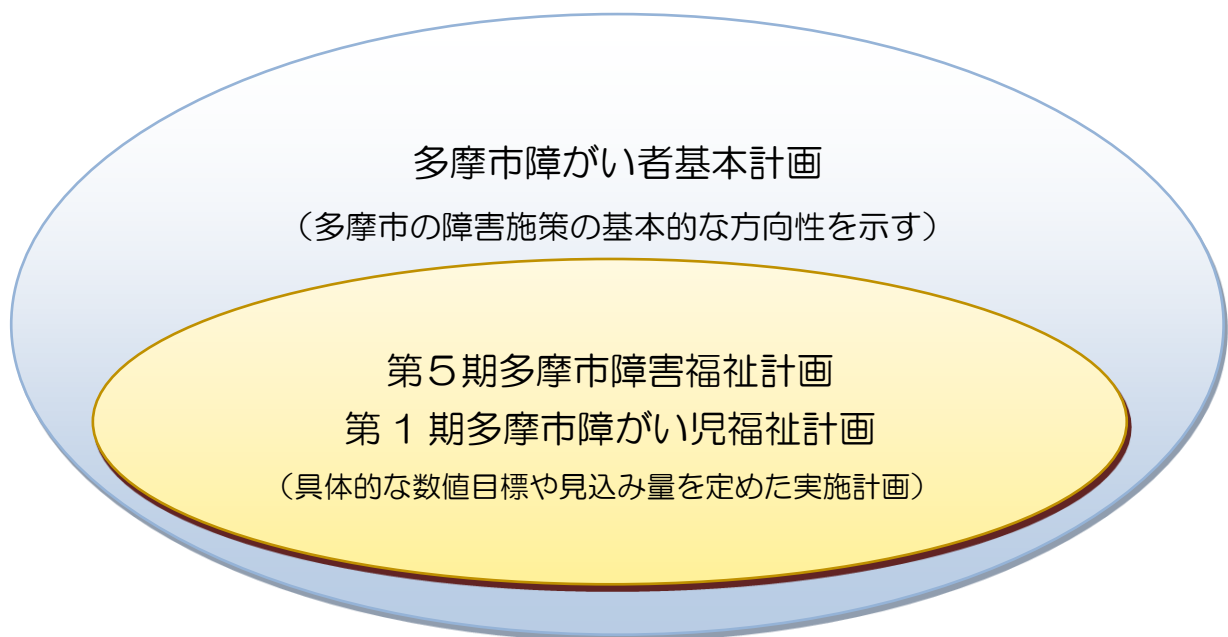 多摩市障がい者基本計画
（多摩市の障害施策の基本的な方向性を示す）
第５期多摩市障害福祉計画
第１期多摩市障がい児福祉計画
（具体的な数値目標や見込み量を定めた実施計画）